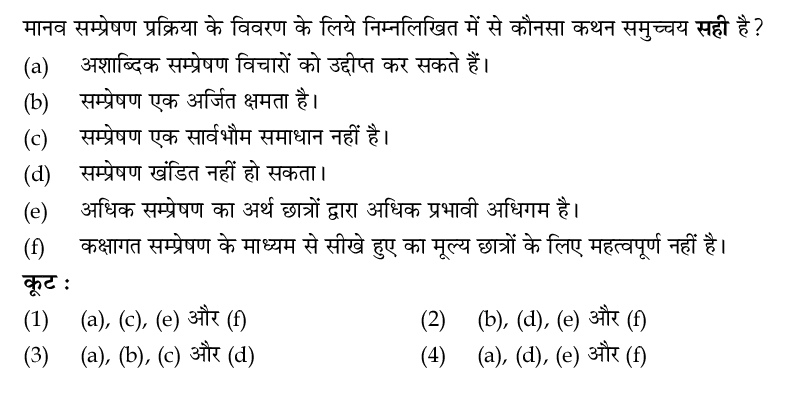 मानव सम्प्रेषण प्रक्रिया के विवरण के लिये निम्नलिखित में से कौनसा कथन समुच्चय सही है ?
(a) अशाब्दिक सम्प्रेषण विचारों को उद्दीप्त कर सकते हैं।
(b) सम्प्रेषण एक अर्जित क्षमता है।
(c) सम्प्रेषण एक सार्वभौम समाधान नहीं है।
(d) सम्प्रेषण खंडित नहीं हो सकता।
(e) अधिक सम्प्रेषण का अर्थ छात्रों द्वारा अधिक प्रभावी अधिगम है।
(f) कक्षागत सम्प्रेषण के माध्यम से सीखे हुए का मूल्य छात्रों के लिए महत्वपूर्ण नहीं है।
कूट :
(1) (a), (c), (e) और (f) (2) (b), (d), (e) और (f)
(3) (a), (b), (c) और (d) (4) (a), (d), (e) और (f)